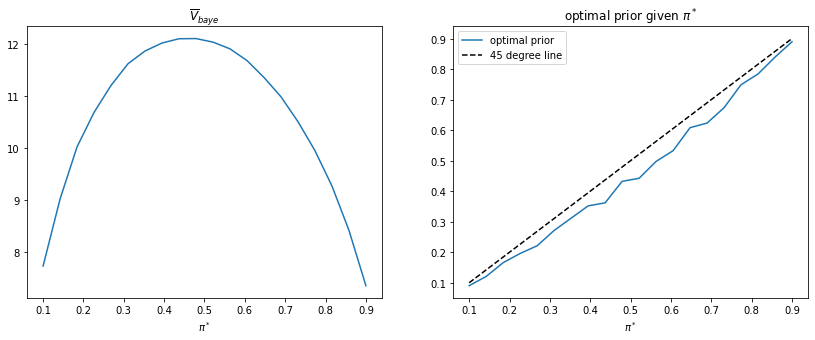 V̅_baye
12
11
10
9
8
0.1 0.2 0.3 0.4 0.5 0.6 0.7 0.8 0.9
π*
optimal prior given π*
optimal prior
45 degree line
0.9
0.8
0.7
0.6
0.5
0.4
0.3
0.2
0.1
0.1 0.2 0.3 0.4 0.5 0.6 0.7 0.8 0.9
π*